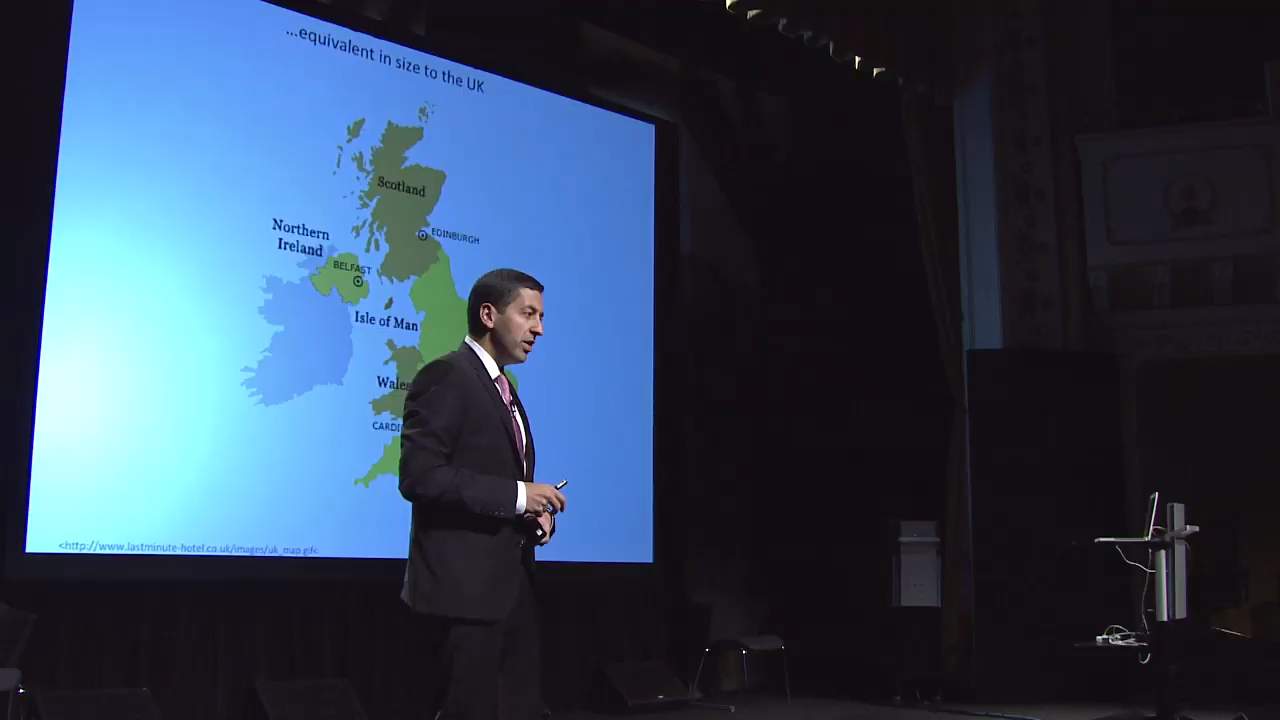 ...equivalent in size to the UK
Scotland
EDINBURGH
Northern
Ireland
BELFAST
Isle of Man
Wales
CARDI
<http://www.lastminute-hotel.co.uk/images/uk_map.gif<